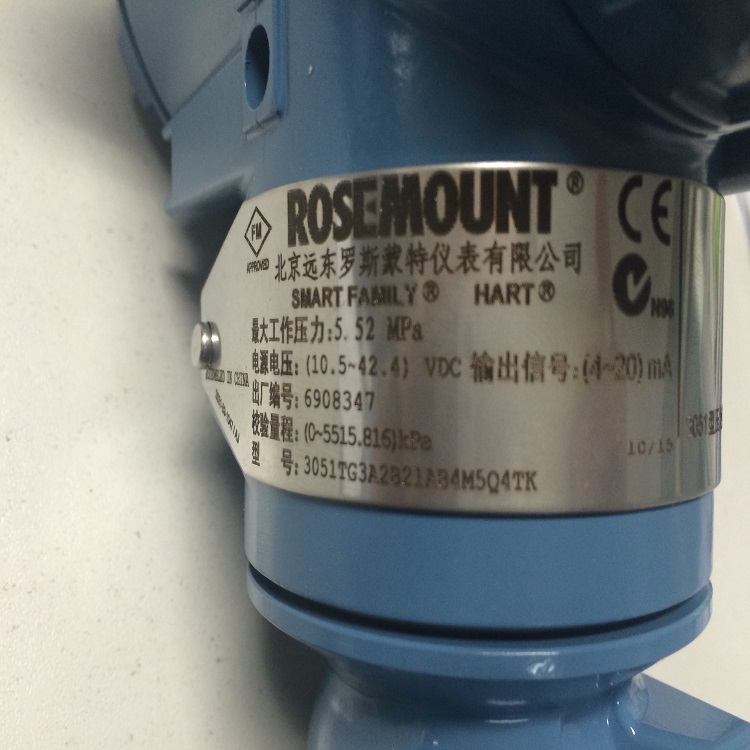 FM
APPROVED
ROSEMOUNT®
CE
北京远东罗斯蒙特仪表有限公司
SMART FAMILY® HART®
N96
最大工作压力:5.52 MPa
电源电压:(10.5~42.4) VDC 输出信号:(4~20)mA
出厂编号:6908347
校验量程:(0~5515.816)kPa
10/15
型 号:3051TG3A2B21AB4M5Q4TK
IN CHINA